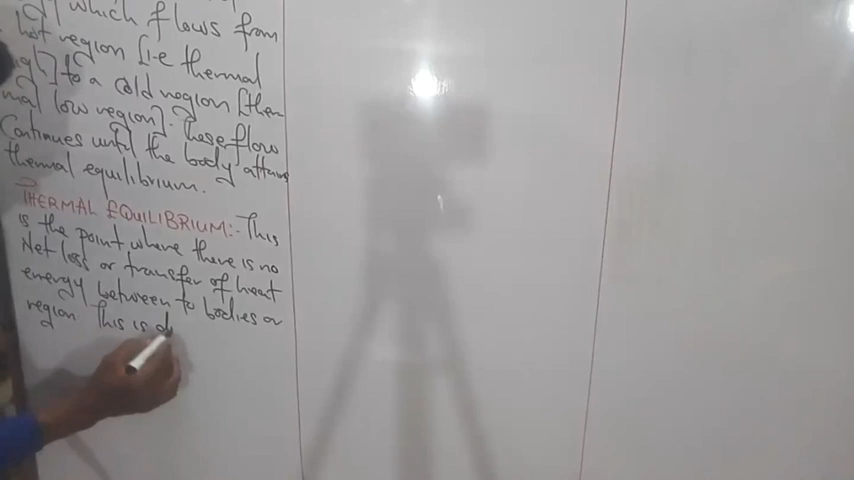 which flows from
hot region [i.e thermal
to a cold region [ther-
mal low region]. These flow
Continues until the body attains
thermal equilibrium.
THERMAL EQUILIBRIUM:- This
is the point where there is no
Net loss or transfer of heat
energy between to bodies or
region This is d